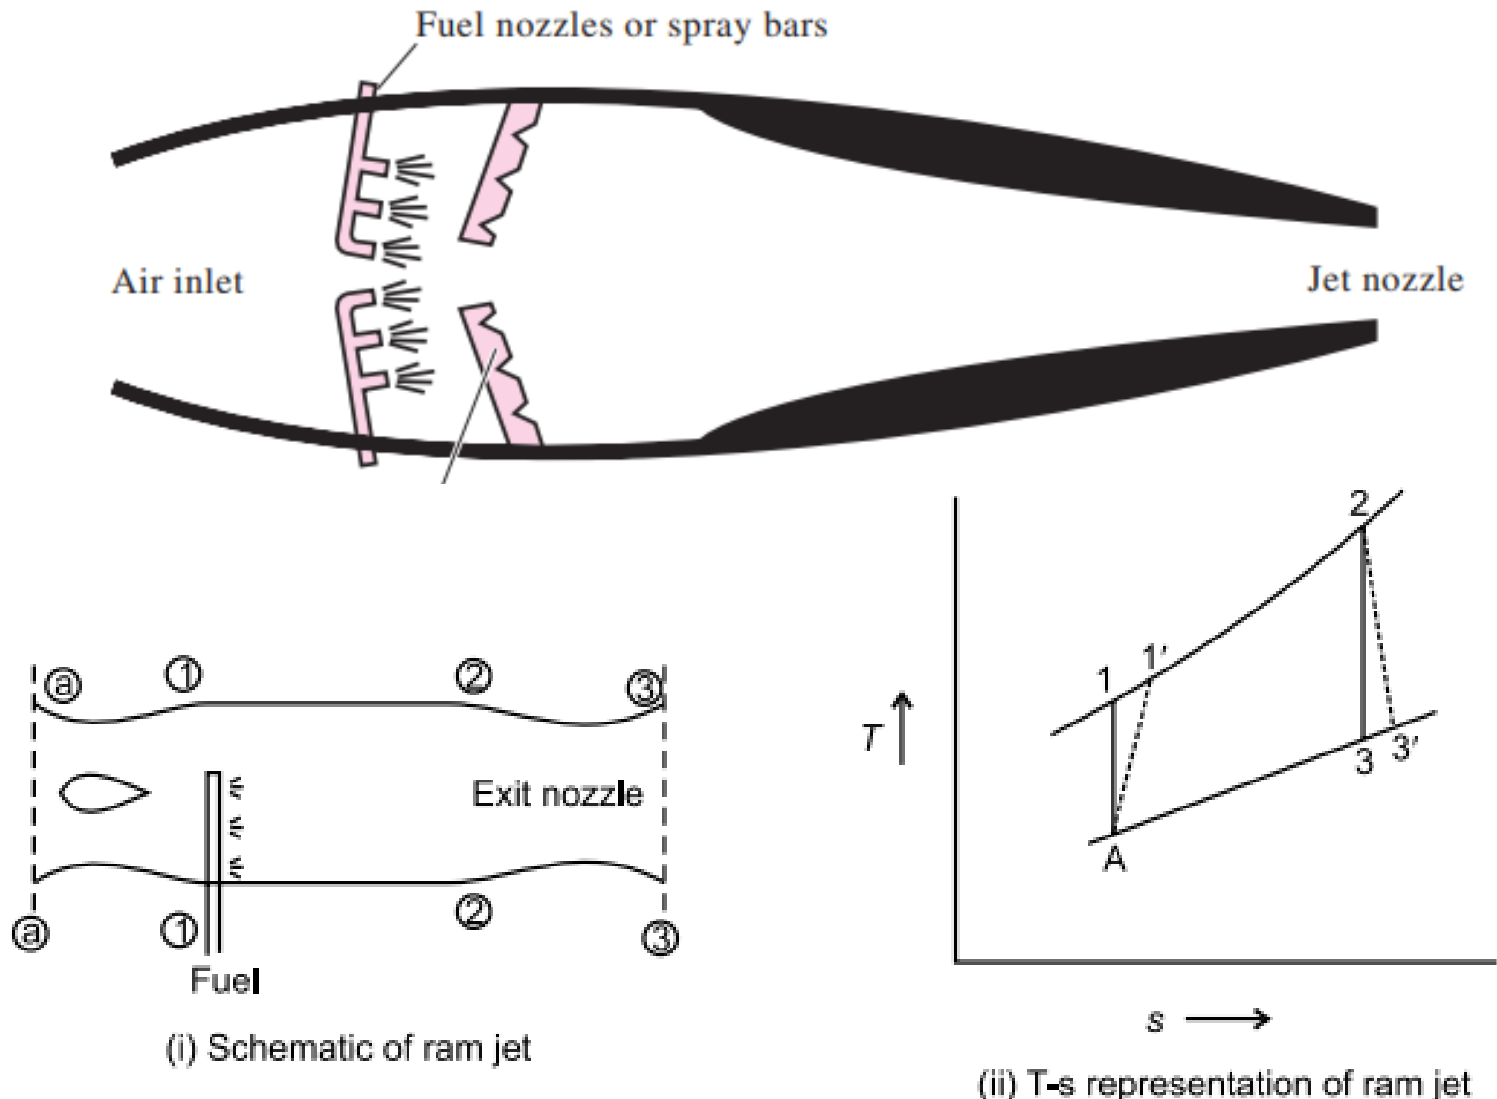 Fuel nozzles or spray bars
Air inlet
Jet nozzle
ⓐ ① ② ③
Exit nozzle
ⓐ ① ② ③
Fuel
(i) Schematic of ram jet
2
1 1′
T
3 3′
A
s
(ii) T-s representation of ram jet